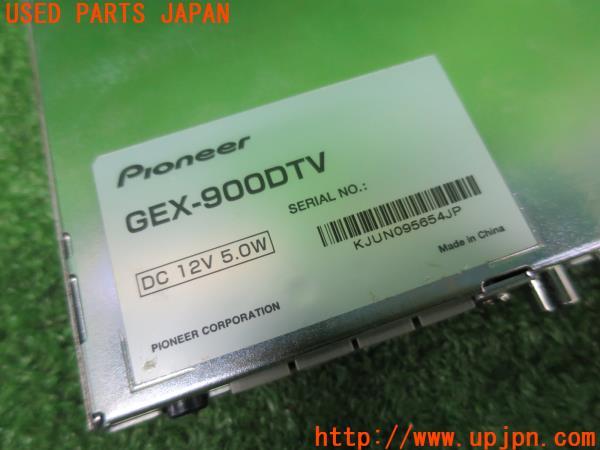 USED PARTS JAPAN
Pioneer
GEX-900DTV
SERIAL NO.:
DC 12V 5.0W
KJUN095654JP
Made in China
PIONEER CORPORATION
http://www.upjpn.com/